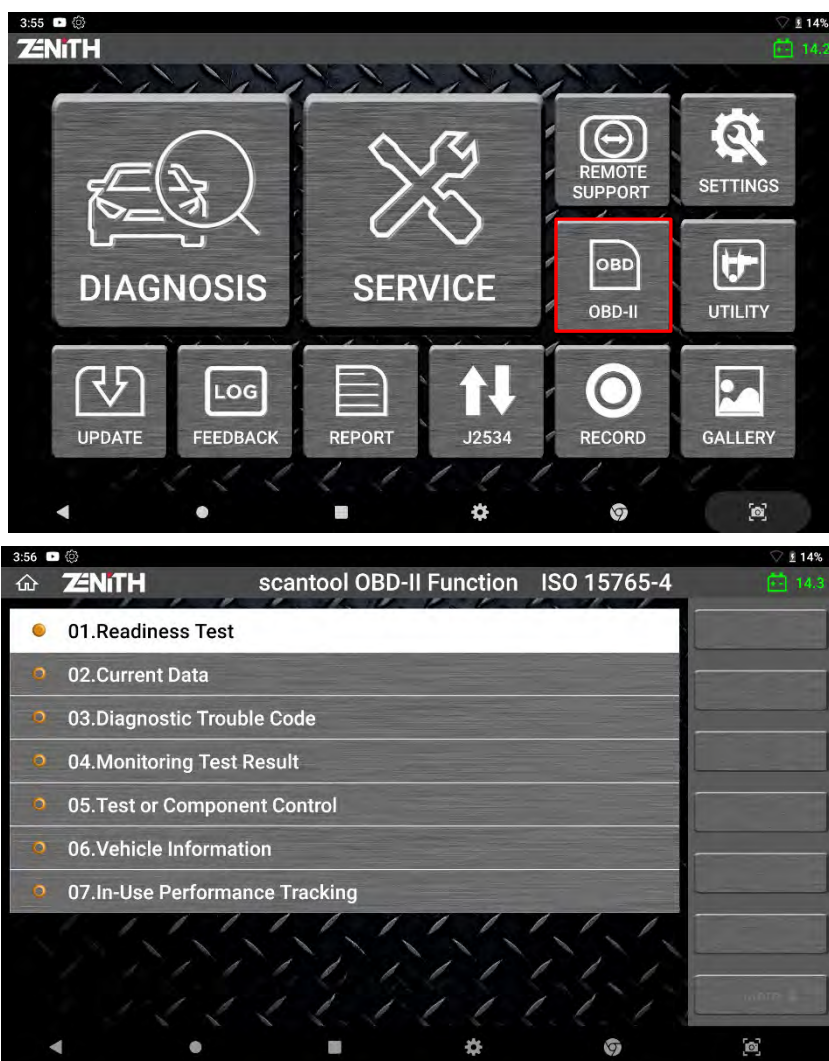 3:55
14%
ZENITH
14.2
REMOTE
SUPPORT
SETTINGS
DIAGNOSIS
SERVICE
OBD
OBD-II
UTILITY
LOG
UPDATE
FEEDBACK
REPORT
J2534
RECORD
GALLERY
3:56
14%
ZENITH scantool OBD-II Function ISO 15765-4 14.3
01.Readiness Test
02.Current Data
03.Diagnostic Trouble Code
04.Monitoring Test Result
05.Test or Component Control
06.Vehicle Information
07.In-Use Performance Tracking